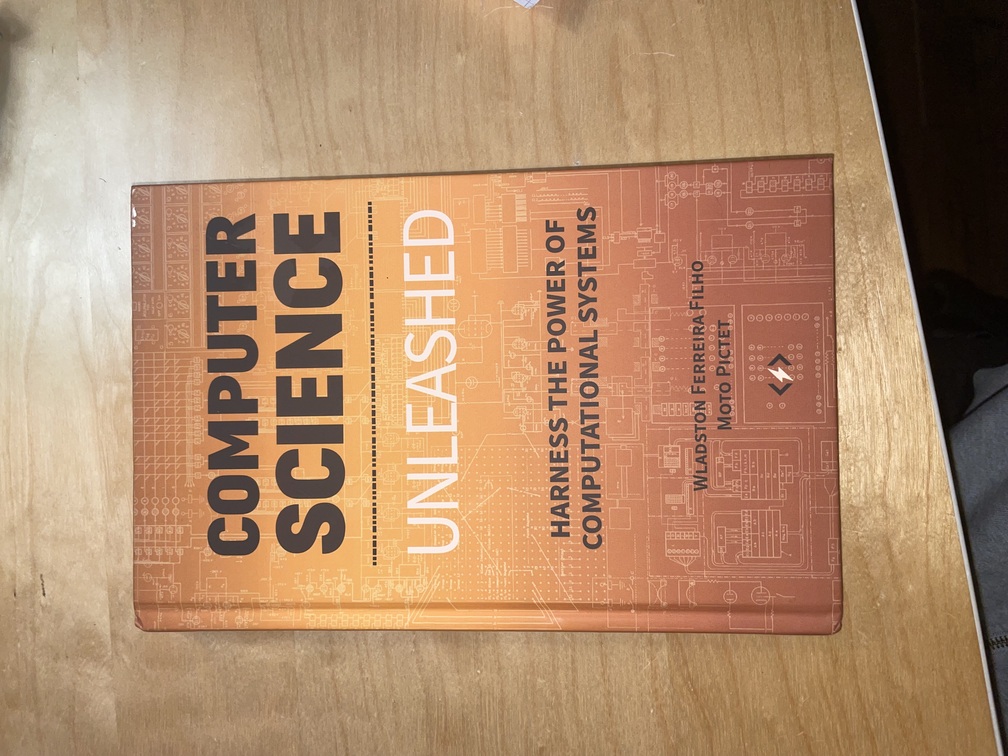 COMPUTER
SCIENCE
UNLEASHED
HARNESS THE POWER OF
COMPUTATIONAL SYSTEMS
WLADSTON FERREIRA FILHO
MOTO PICTET